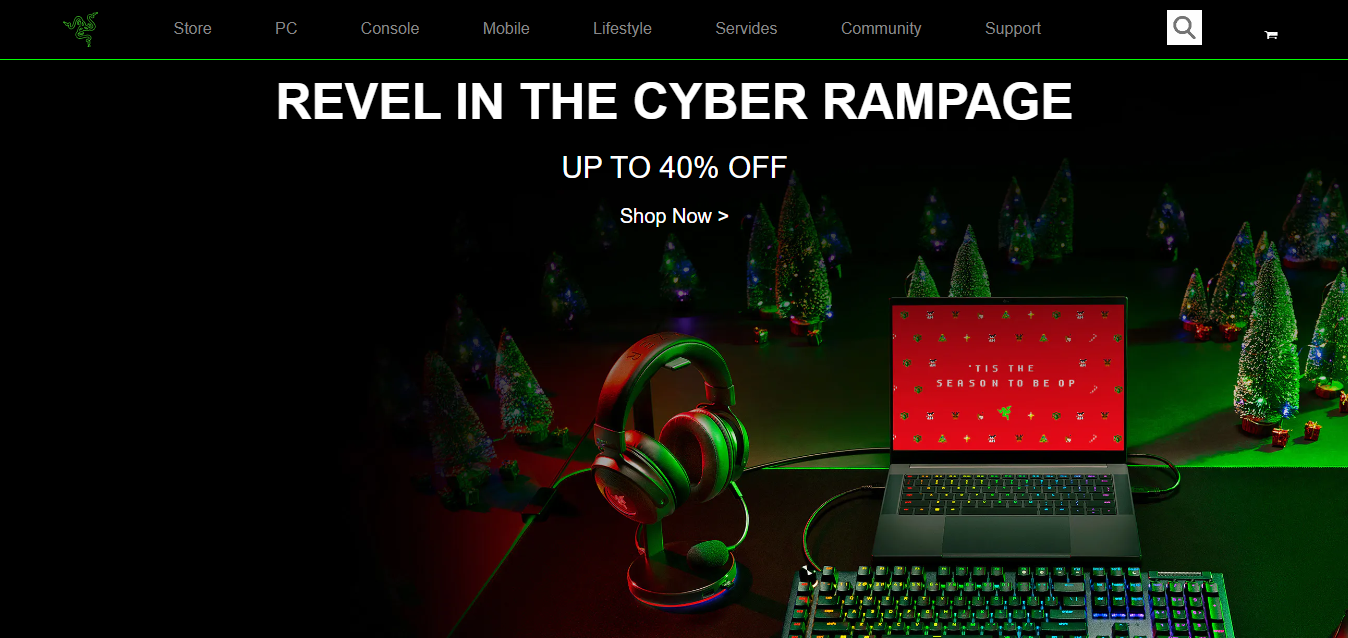 Store PC Console Mobile Lifestyle Servides Community Support
REVEL IN THE CYBER RAMPAGE
UP TO 40% OFF
Shop Now >
'TIS THE
SEASON TO BE OP